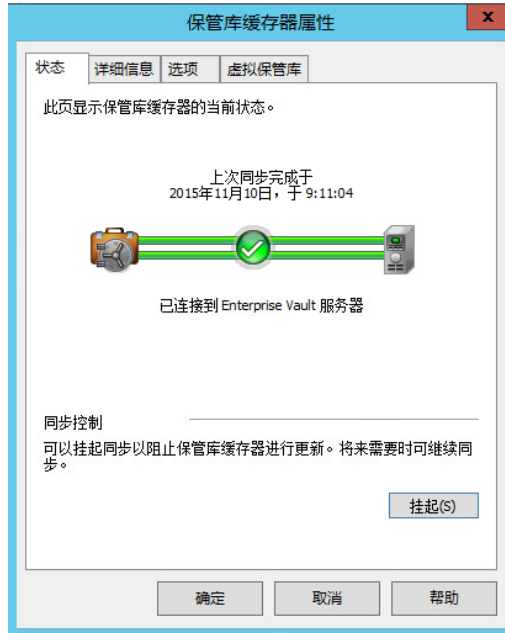 保管库缓存器属性
x
状态 详细信息 选项 虚拟保管库
此页显示保管库缓存器的当前状态。
上次同步完成于
2015年11月10日，于 9:11:04
已连接到 Enterprise Vault 服务器
同步控制
可以挂起同步以阻止保管库缓存器进行更新。将来需要时可继续同
步。
挂起(S)
确定 取消 帮助